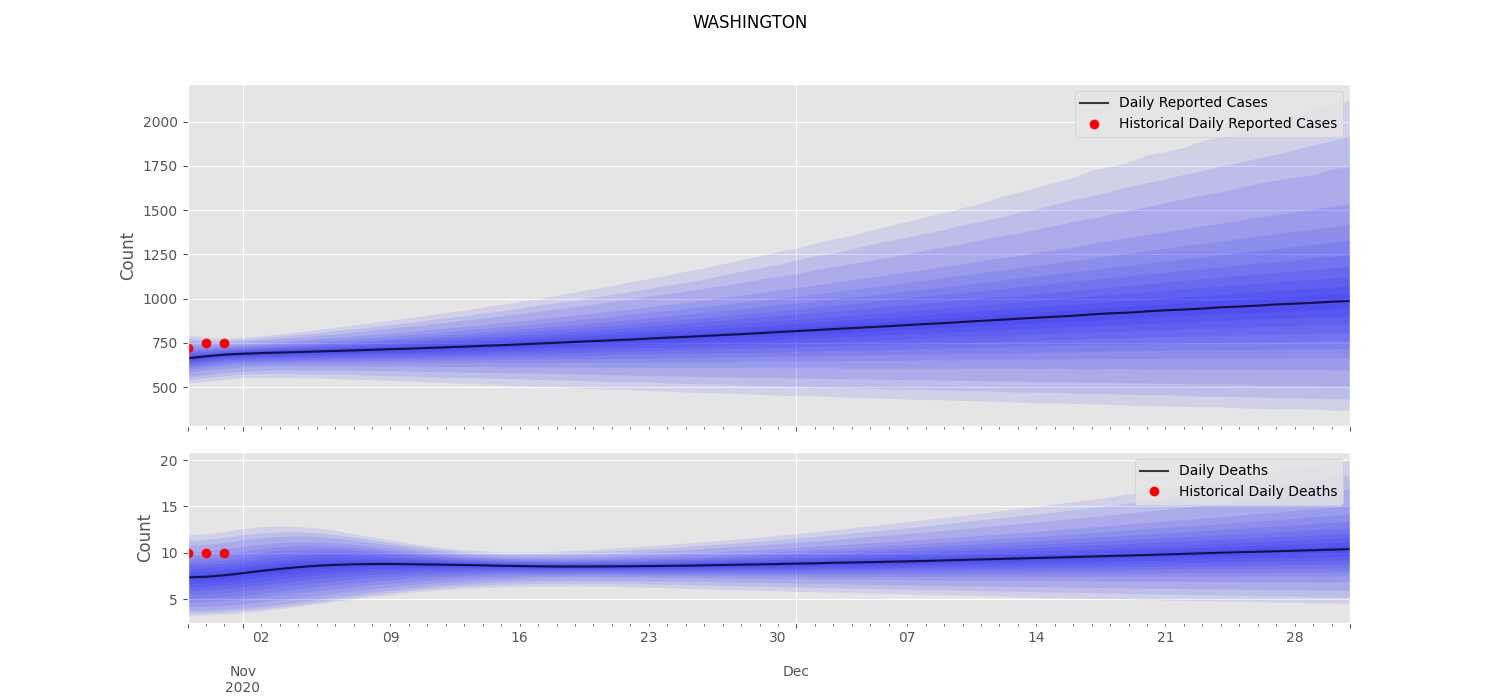 WASHINGTON
Daily Reported Cases
Historical Daily Reported Cases
Count
2000
1750
1500
1250
1000
750
500
Daily Deaths
Historical Daily Deaths
Count
20
15
10
5
02 09 16 23 30 07 14 21 28
Nov Dec
2020